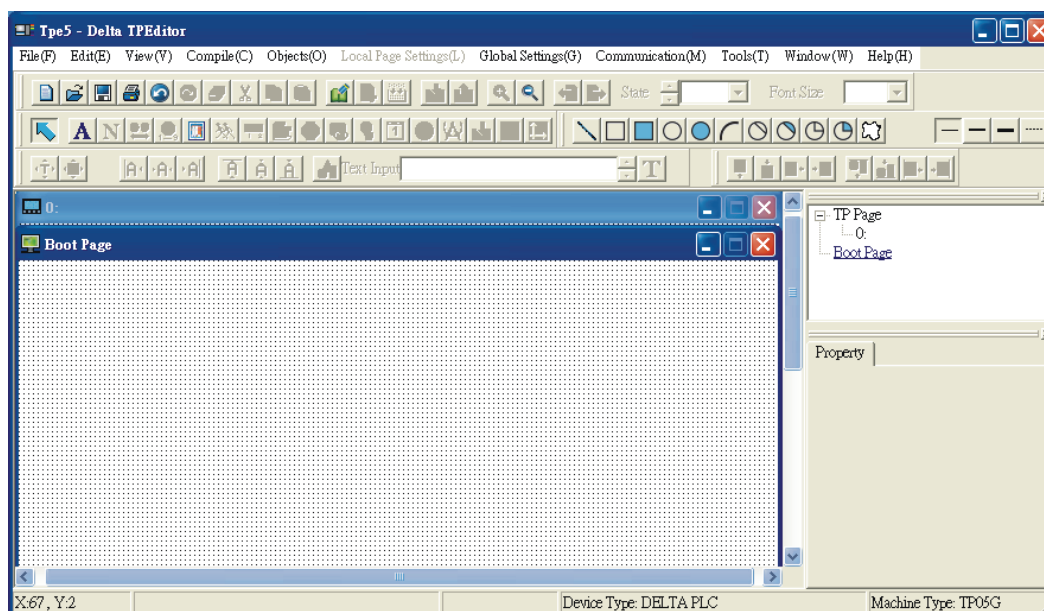 Tpe5 - Delta TPEditor
File(F) Edit(E) View(V) Compile(C) Objects(O) Local Page Settings(L) Global Settings(G) Communication(M) Tools(T) Window(W) Help(H)
State Font Size
A N
Text Input T
0:
Boot Page
TP Page
0:
Boot Page
Property
X:67, Y:2 Device Type: DELTA PLC Machine Type: TP05G